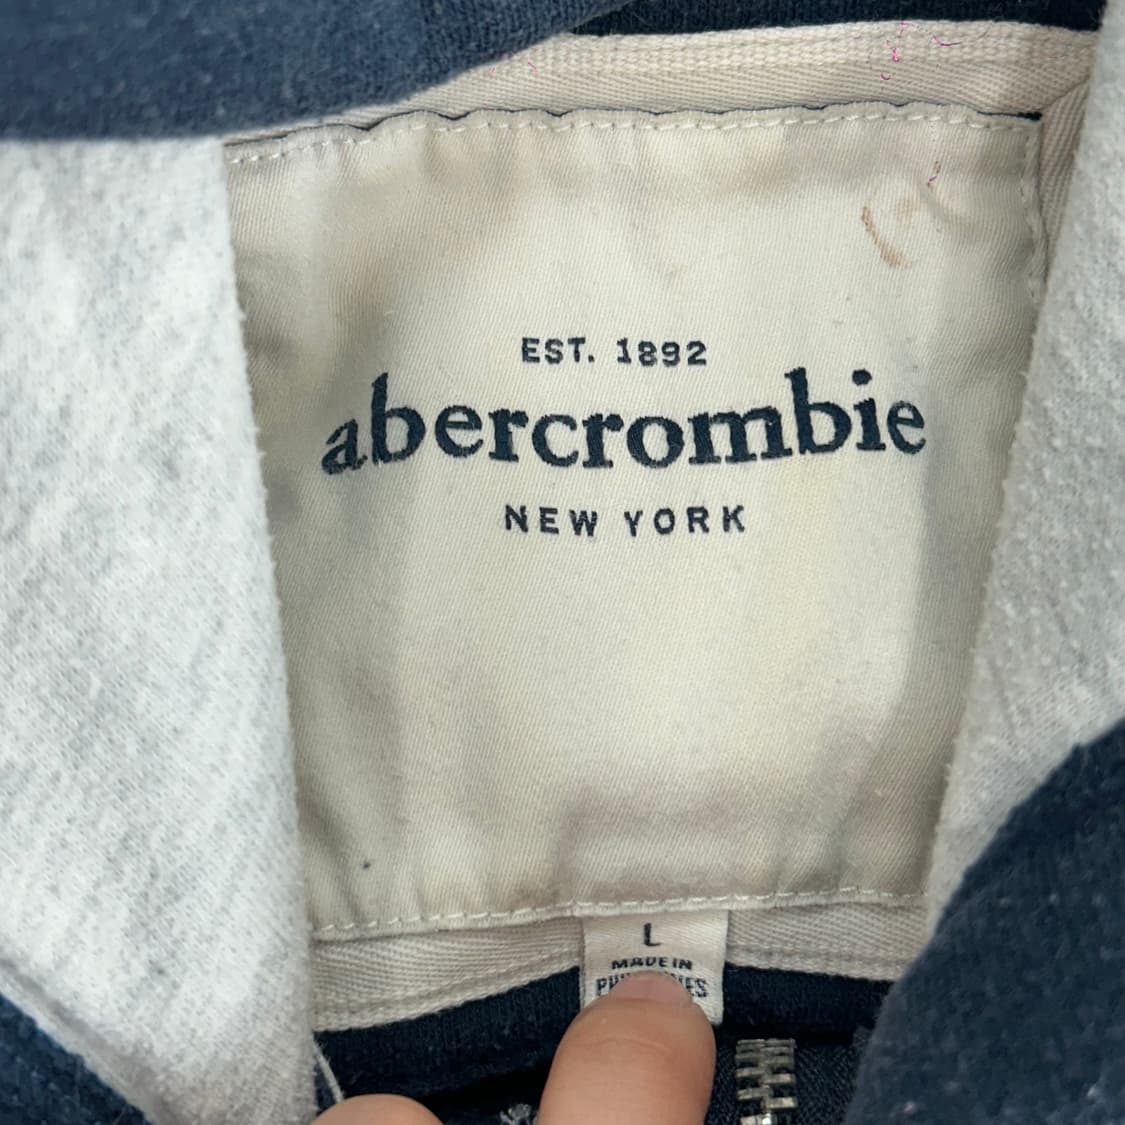 EST. 1892
abercrombie
NEW YORK
L
MADE IN